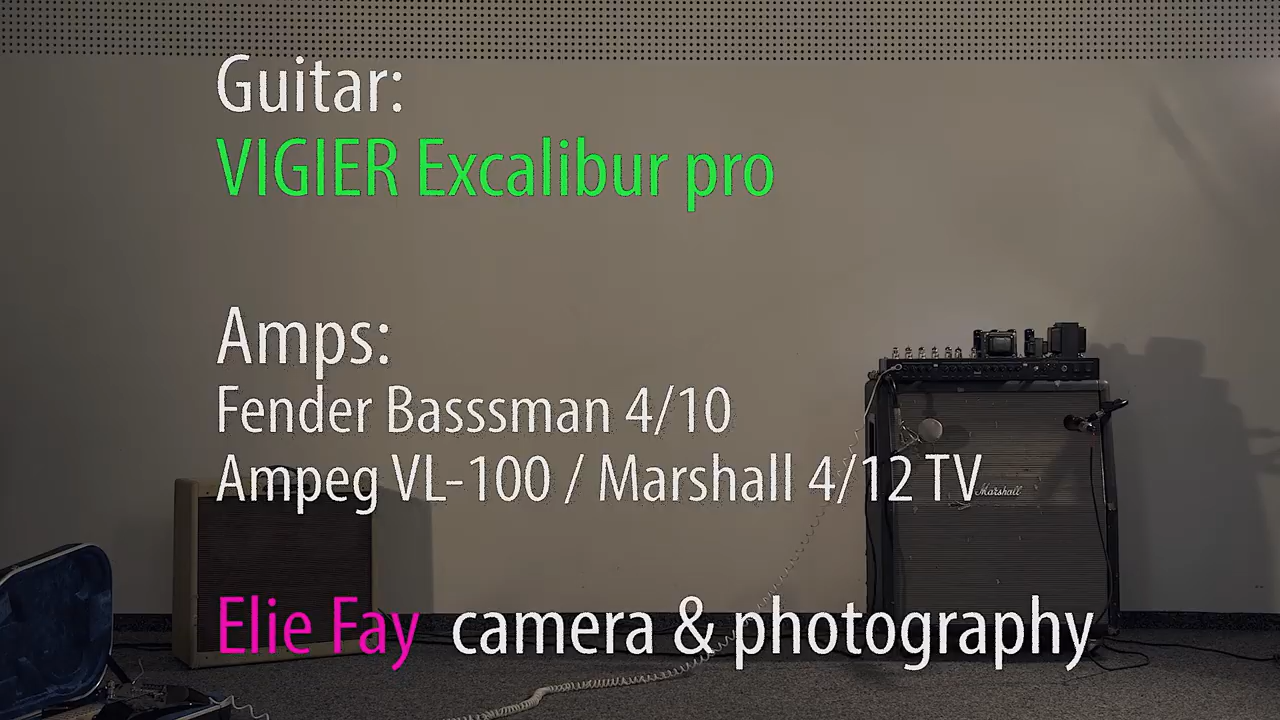 Guitar:
VIGIER Excalibur pro
Amps:
Fender Basssman 4/10
Ampeg VL-100 / Marshall 4/12 TV
Marshall
Elie Fay camera & photography